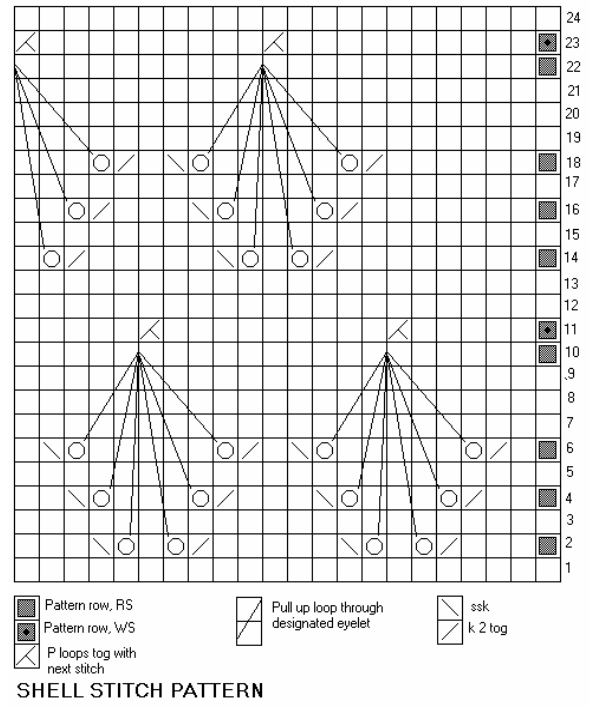 24
23
22
21
20
19
18
17
16
15
14
13
12
11
10
.9
8
7
6
5
4
3
2
1
Pattern row, RS
Pattern row, WS
P loops tog with
next stitch
Pull up loop through
designated eyelet
ssk
k 2 tog
SHELL STITCH PATTERN